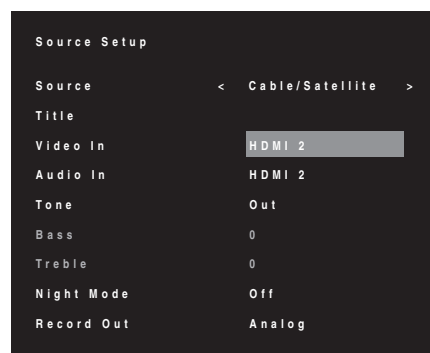 Source Setup
Source < Cable/Satellite >
Title
Video In HDMI 2
Audio In HDMI 2
Tone Out
Bass 0
Treble 0
Night Mode Off
Record Out Analog